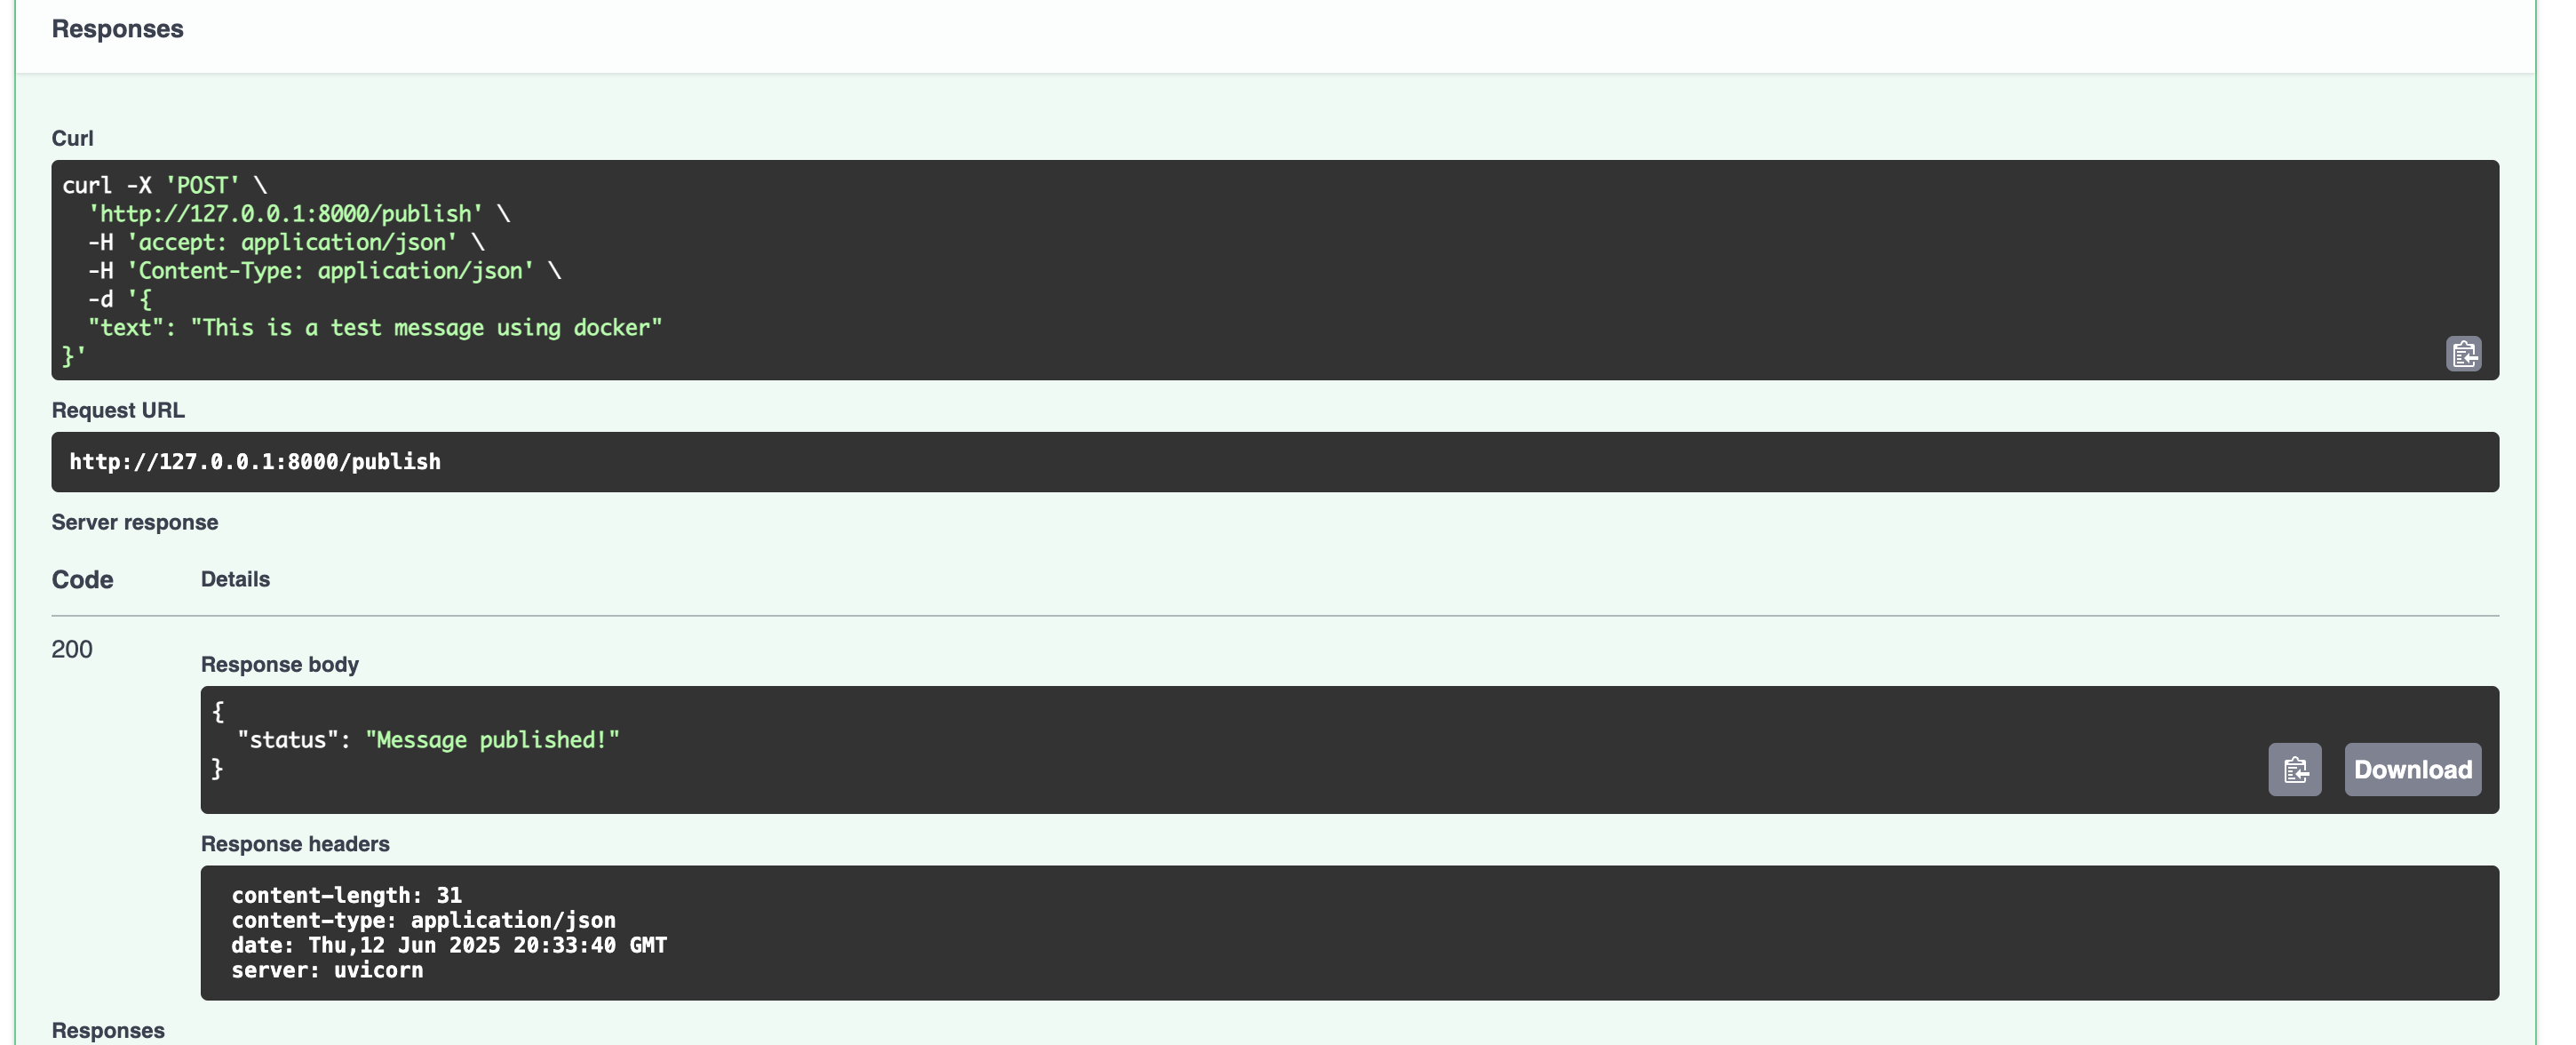 Responses
Curl
curl -X 'POST' \
'http://127.0.0.1:8000/publish' \
-H 'accept: application/json' \
-H 'Content-Type: application/json' \
-d '{
"text": "This is a test message using docker"
}'
Request URL
http://127.0.0.1:8000/publish
Server response
Code Details
200
Response body
{
"status": "Message published!"
}
Download
Response headers
content-length: 31
content-type: application/json
date: Thu,12 Jun 2025 20:33:40 GMT
server: uvicorn
Responses